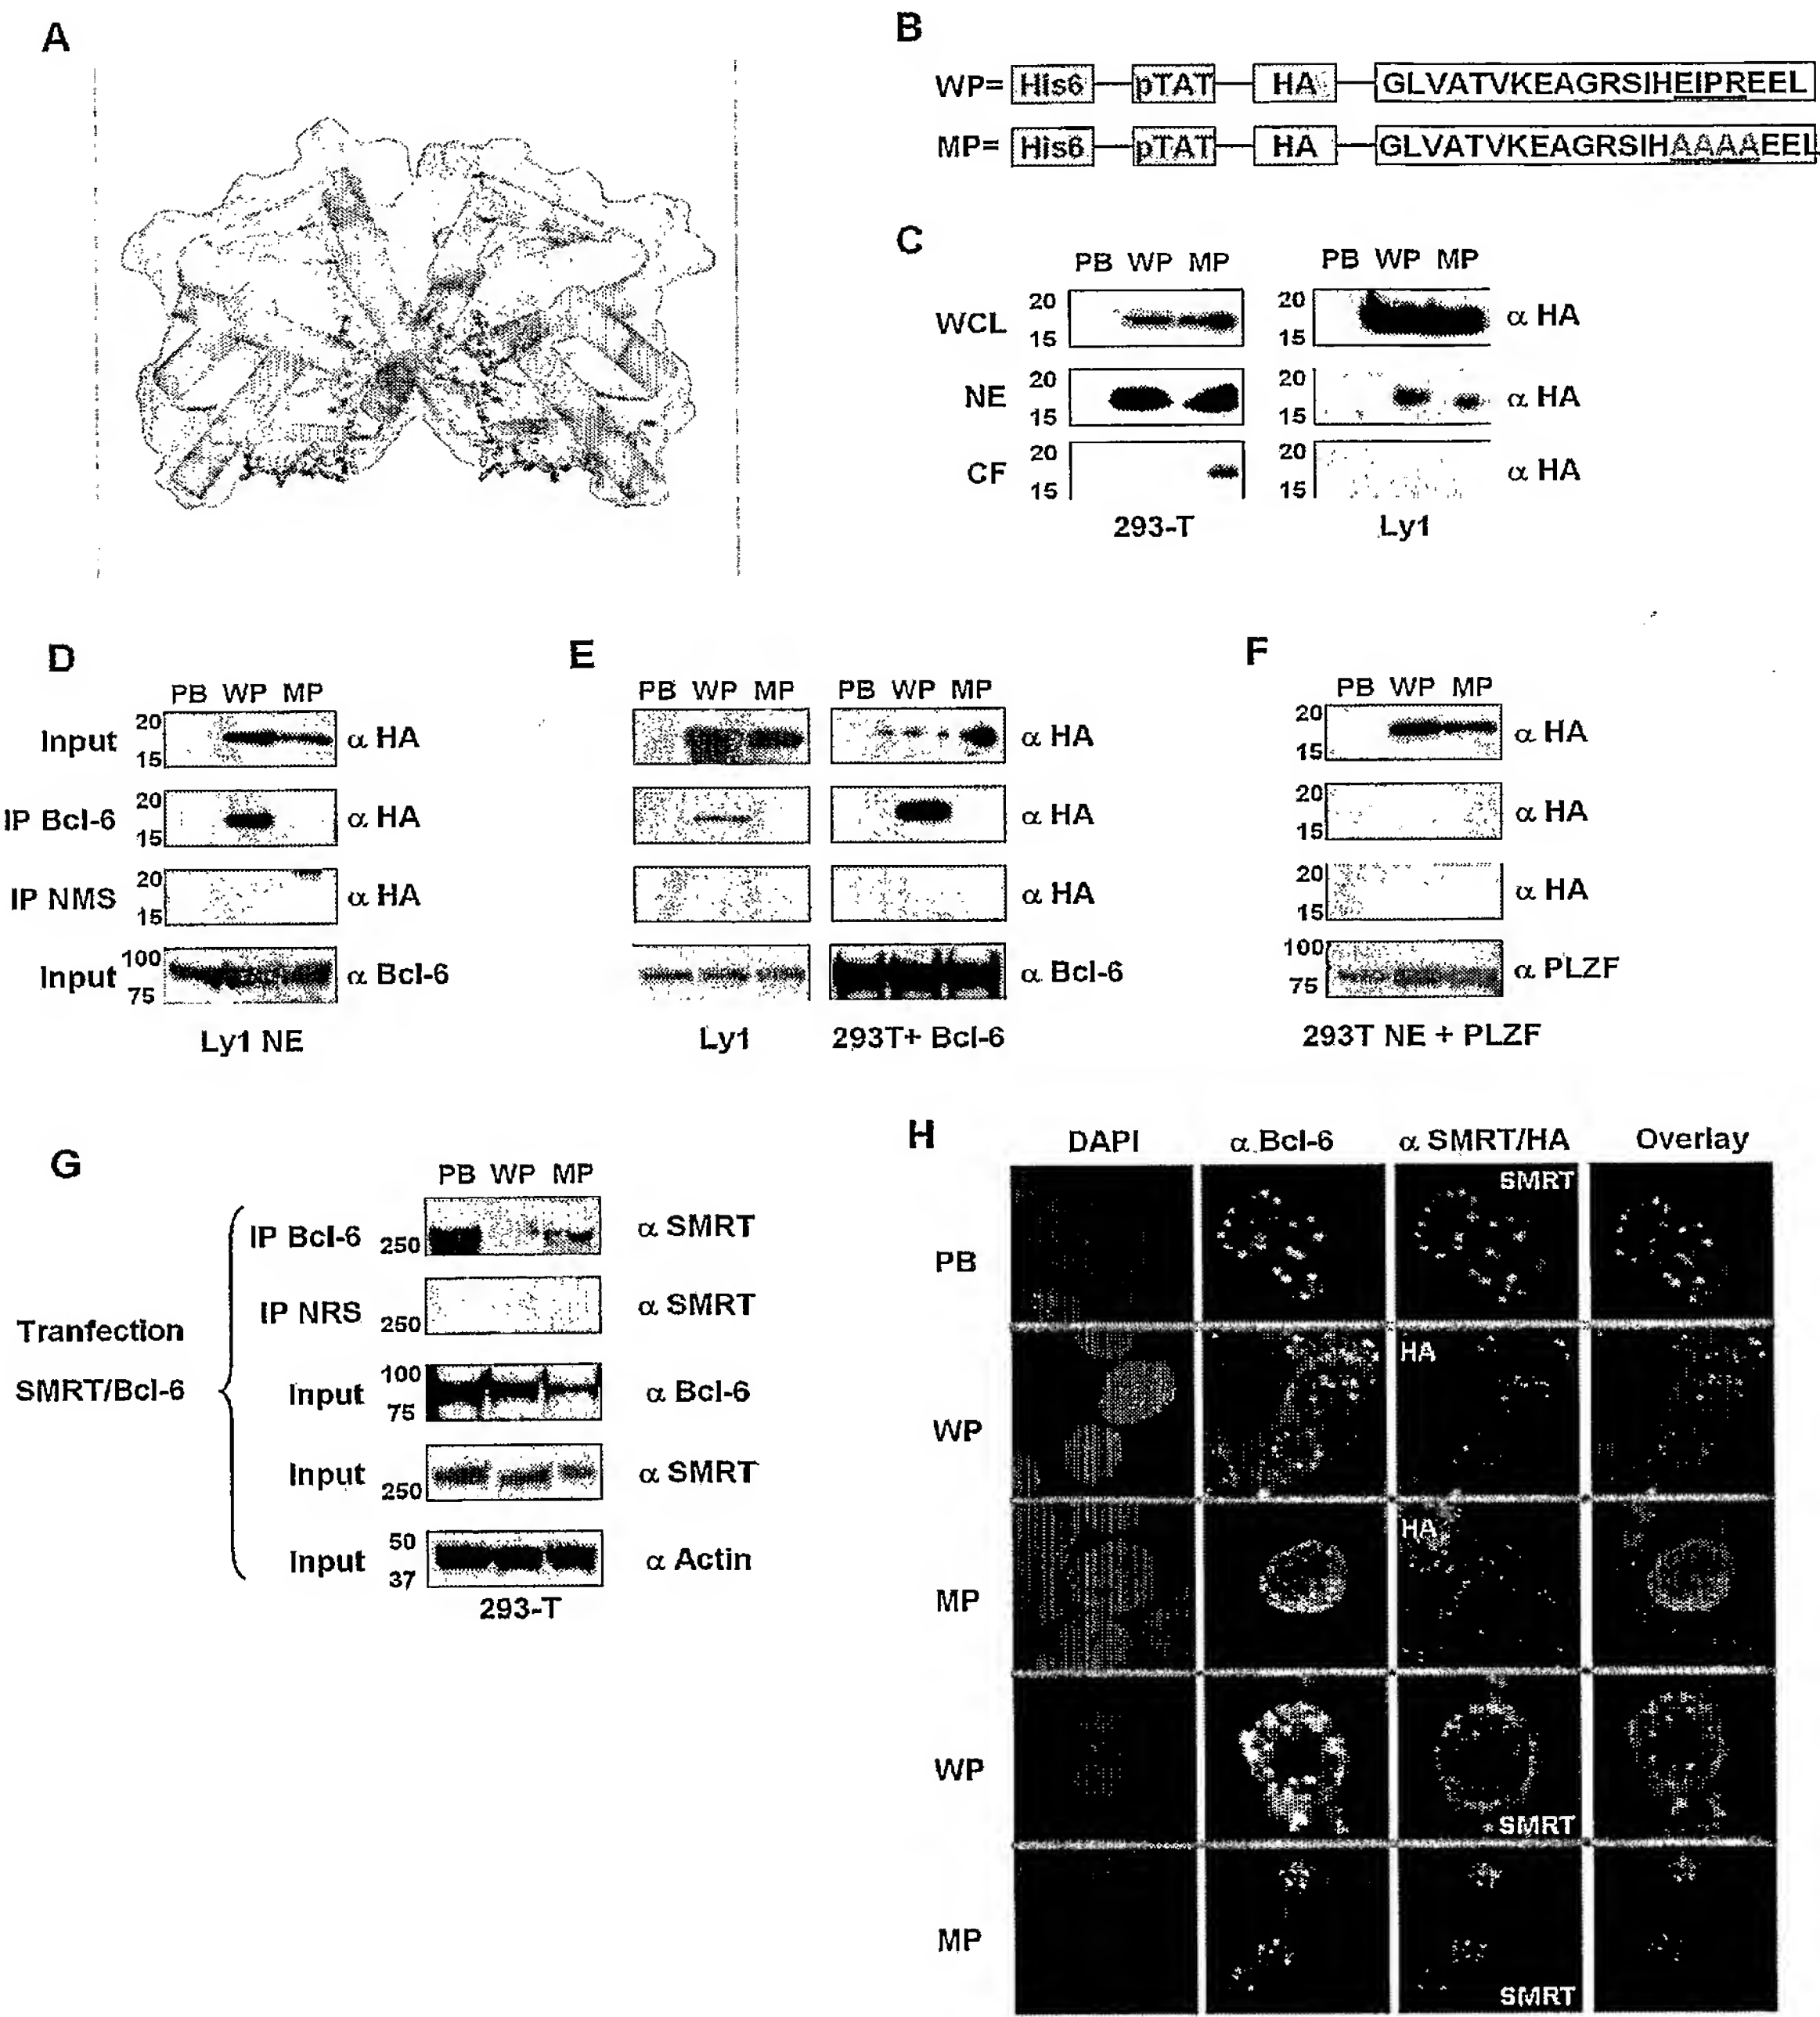 A
B
WP= His6 pTAT HA GLVATVKEAGRSIHEIPREEL
MP= His6 pTAT HA GLVATVKEAGRSIHAAAAEEL
C
PB WP MP PB WP MP
WCL 20 15 20 15 α HA
NE 20 15 20 15 α HA
CF 20 15 20 15 α HA
293-T Ly1
D
PB WP MP
Input 20 15 α HA
IP Bcl-6 20 15 α HA
IP NMS 20 15 α HA
Input 100 75 α Bcl-6
Ly1 NE
E
PB WP MP PB WP MP
α HA
α HA
α HA
α Bcl-6
Ly1 293T+ Bcl-6
F
PB WP MP
20 15 α HA
20 15 α HA
20 15 α HA
100 75 α PLZF
293T NE + PLZF
G
PB WP MP
Tranfection
SMRT/Bcl-6
IP Bcl-6 250 α SMRT
IP NRS 250 α SMRT
Input 100 75 α Bcl-6
Input 250 α SMRT
Input 50 37 α Actin
293-T
H
DAPI α Bcl-6 α SMRT/HA Overlay
PB SMRT
WP HA
MP HA
WP SMRT
MP SMRT